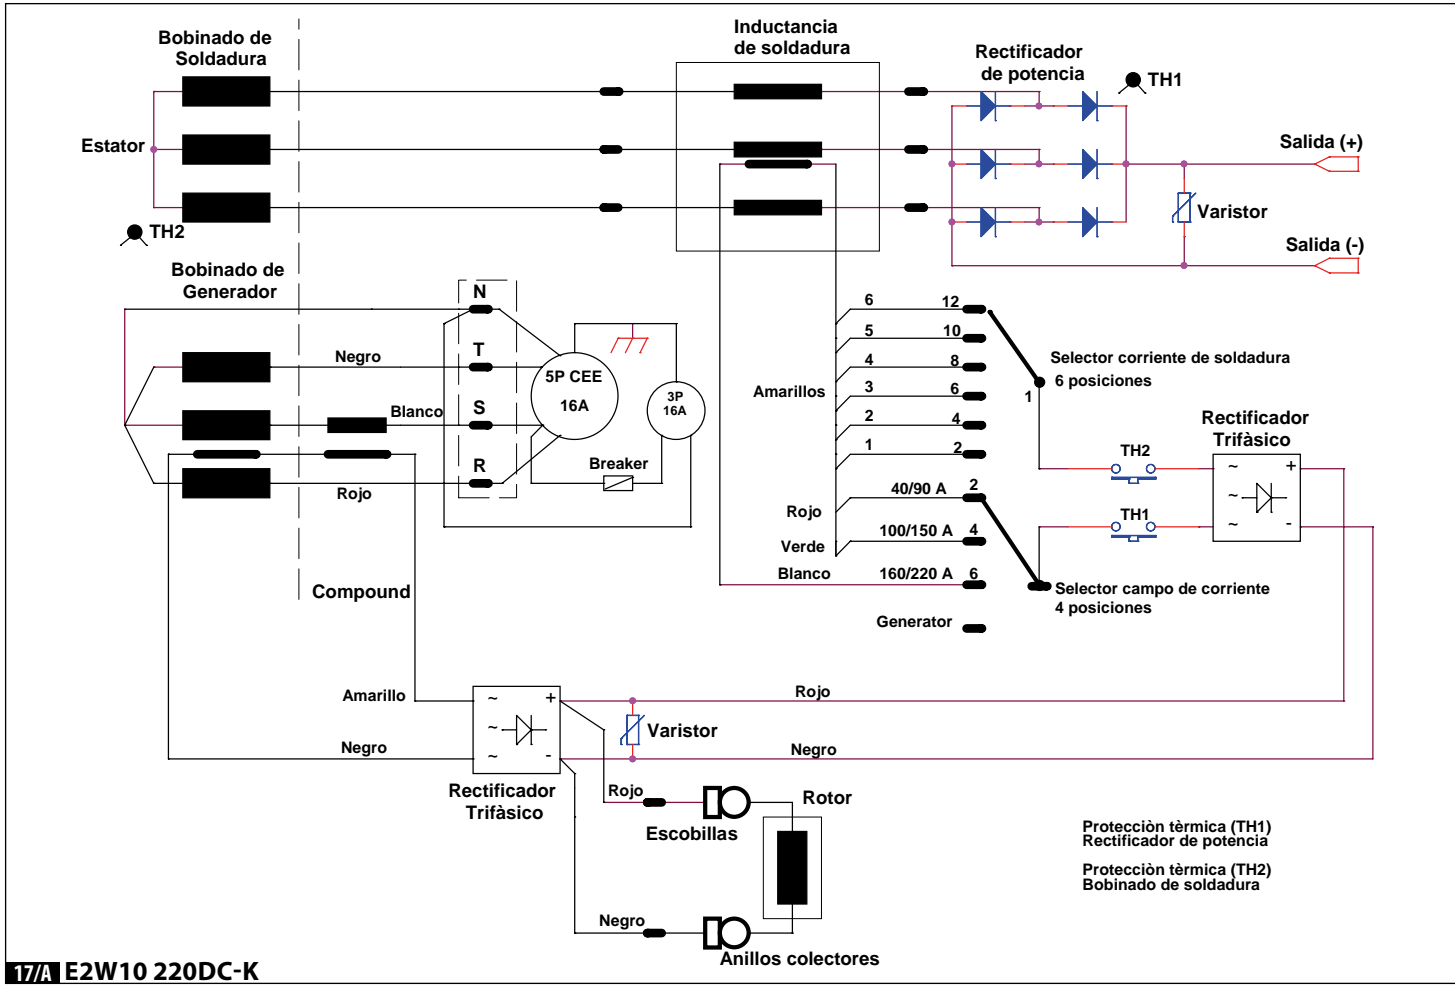 Bobinado de
Soldadura
Inductancia
de soldadura
Rectificador
de potencia
TH1
Estator
Salida (+)
Varistor
TH2
Salida (-)
Bobinado de
Generador
N
T
S
R
Negro
Blanco
Rojo
5P CEE
16A
3P
16A
Breaker
Compound
Amarillos
6
5
4
3
2
1
12
10
8
6
4
2
Rojo
40/90 A
2
Verde
100/150 A
4
Blanco
160/220 A
6
Generator
Selector corriente de soldadura
6 posiciones
1
TH2
TH1
Rectificador
Trifàsico
~
~
~
+
-
Selector campo de corriente
4 posiciones
Amarillo
Negro
~
~
~
+
-
Rectificador
Trifàsico
Rojo
Varistor
Negro
Rojo
Escobillas
Rotor
Negro
Anillos colectores
Protecciòn tèrmica (TH1)
Rectificador de potencia
Protecciòn tèrmica (TH2)
Bobinado de soldadura
17/A E2W10 220DC-K